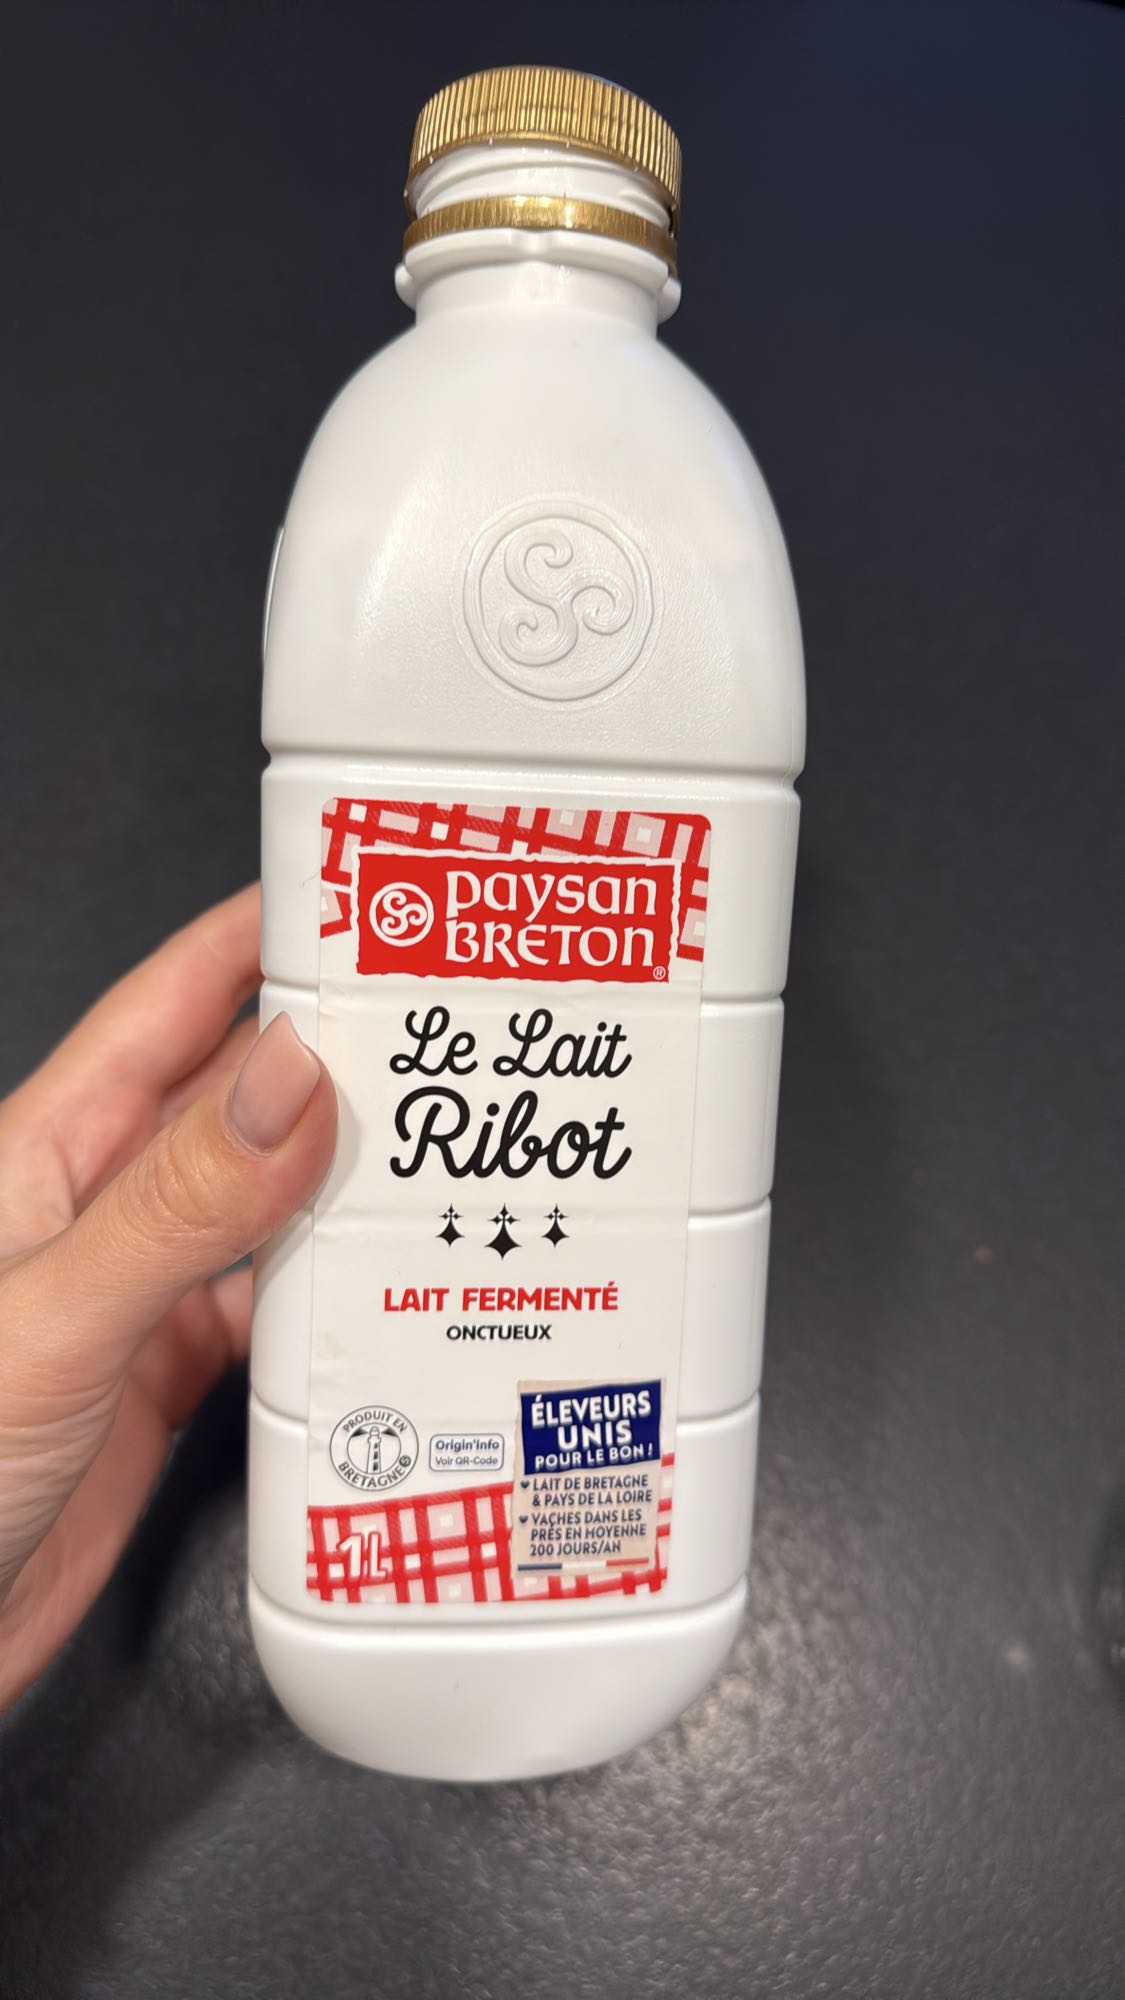 paysan
BRETON
®
Le Lait
Ribot
LAIT FERMENTÉ
ONCTUEUX
PRODUIT EN
BRETAGNE
Origin'Info
Voir QR-Code
ÉLEVEURS
UNIS
POUR LE BON !
LAIT DE BRETAGNE
& PAYS DE LA LOIRE
VACHES DANS LES
PRÉS EN MOYENNE
200 JOURS/AN
1L